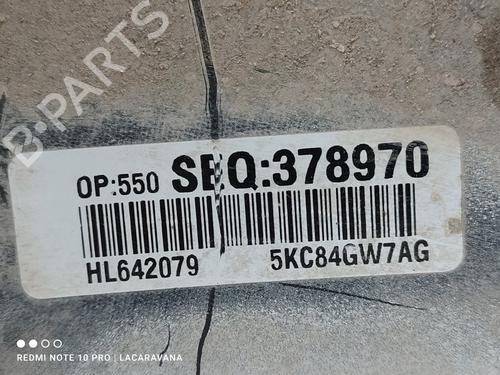 B-PARTS
OP:550 SEQ:378970
HL642079 5KC84GW7AG
REDMI NOTE 10 PRO | LACARAVANA